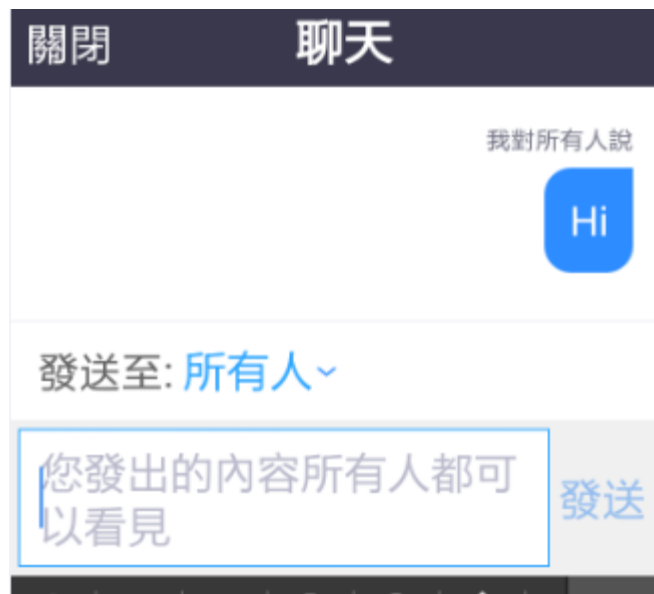 關閉 聊天
我對所有人說
Hi
發送至: 所有人
您發出的內容所有人都可
以看見
發送